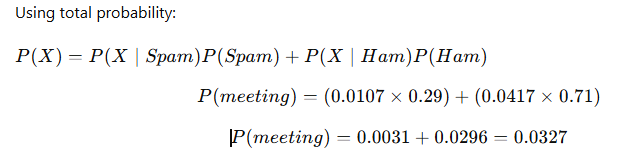 Using total probability:
P(X) = P(X | Spam)P(Spam) + P(X | Ham)P(Ham)
P(meeting) = (0.0107 × 0.29) + (0.0417 × 0.71)
P(meeting) = 0.0031 + 0.0296 = 0.0327